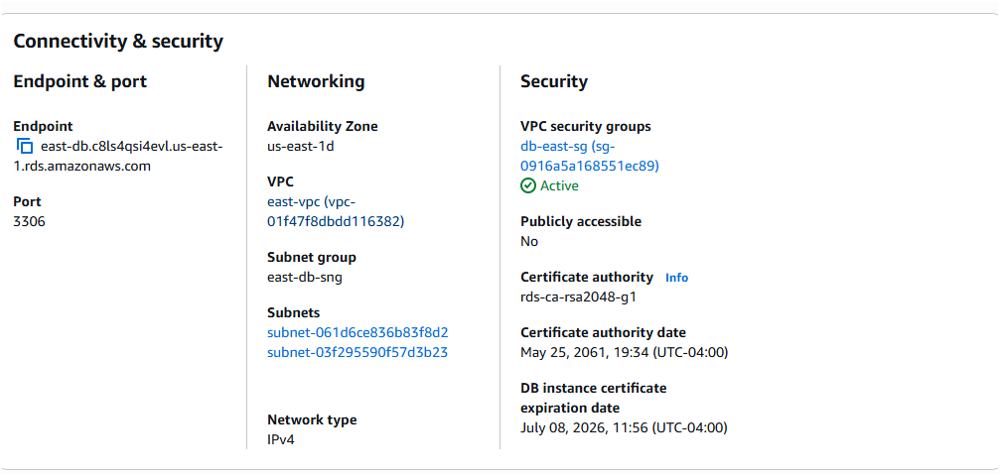 Connectivity & security
Endpoint & port
Endpoint
east-db.c8ls4qsi4evl.us-east-
1.rds.amazonaws.com
Port
3306
Networking
Availability Zone
us-east-1d
VPC
east-vpc (vpc-
01f47f8dbdd116382)
Subnet group
east-db-sng
Subnets
subnet-061d6ce836b83f8d2
subnet-03f295590f57d3b23
Network type
IPv4
Security
VPC security groups
db-east-sg (sg-
0916a5a168551ec89)
Active
Publicly accessible
No
Certificate authority Info
rds-ca-rsa2048-g1
Certificate authority date
May 25, 2061, 19:34 (UTC-04:00)
DB instance certificate
expiration date
July 08, 2026, 11:56 (UTC-04:00)